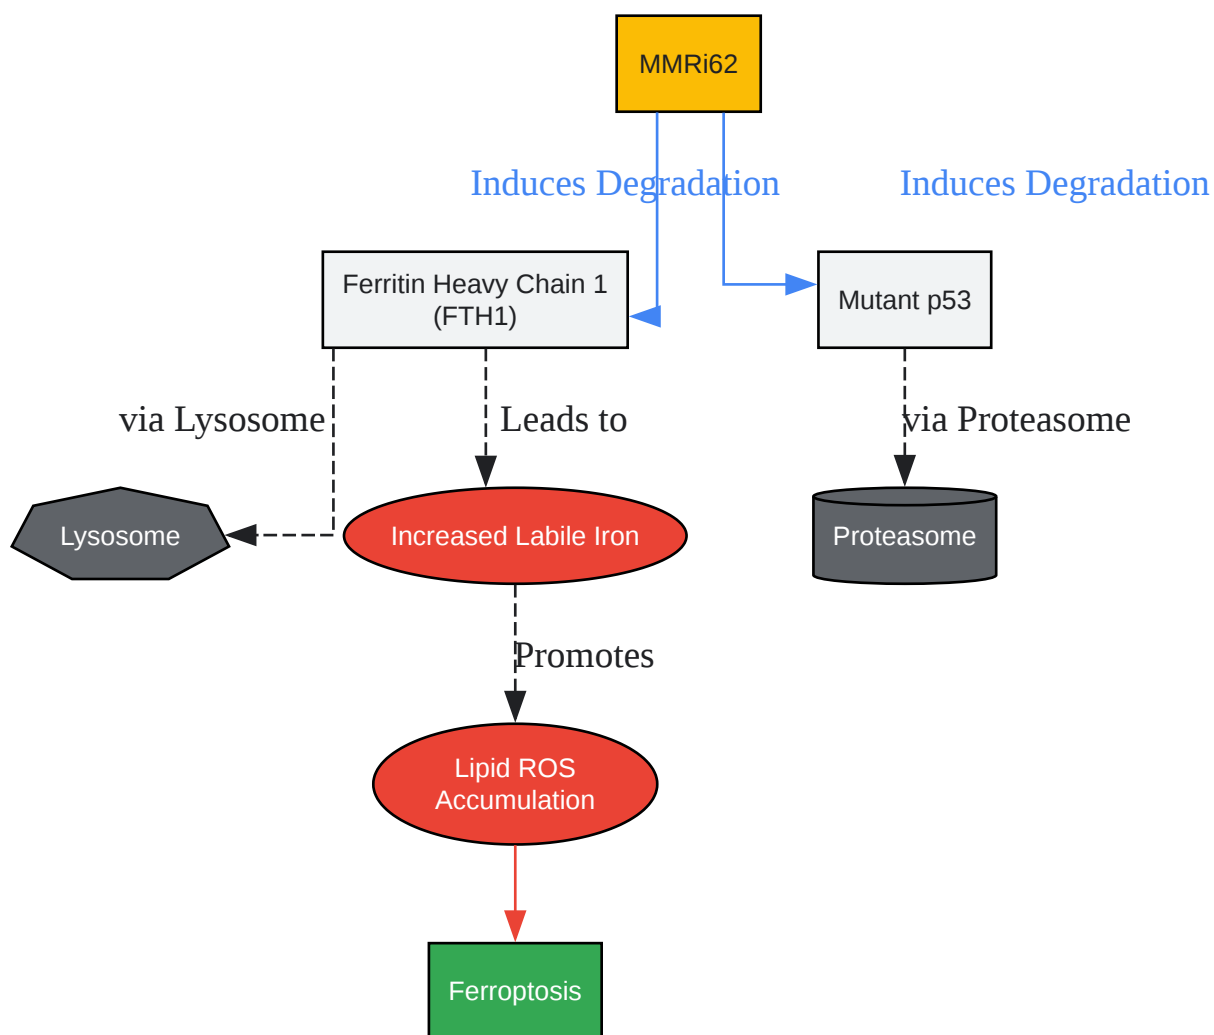 MMRi62
Induces Degradation
Induces Degradation
Ferritin Heavy Chain 1
(FTH1)
Mutant p53
via Lysosome
Leads to
via Proteasome
Lysosome
Increased Labile Iron
Proteasome
Promotes
Lipid ROS
Accumulation
Ferroptosis